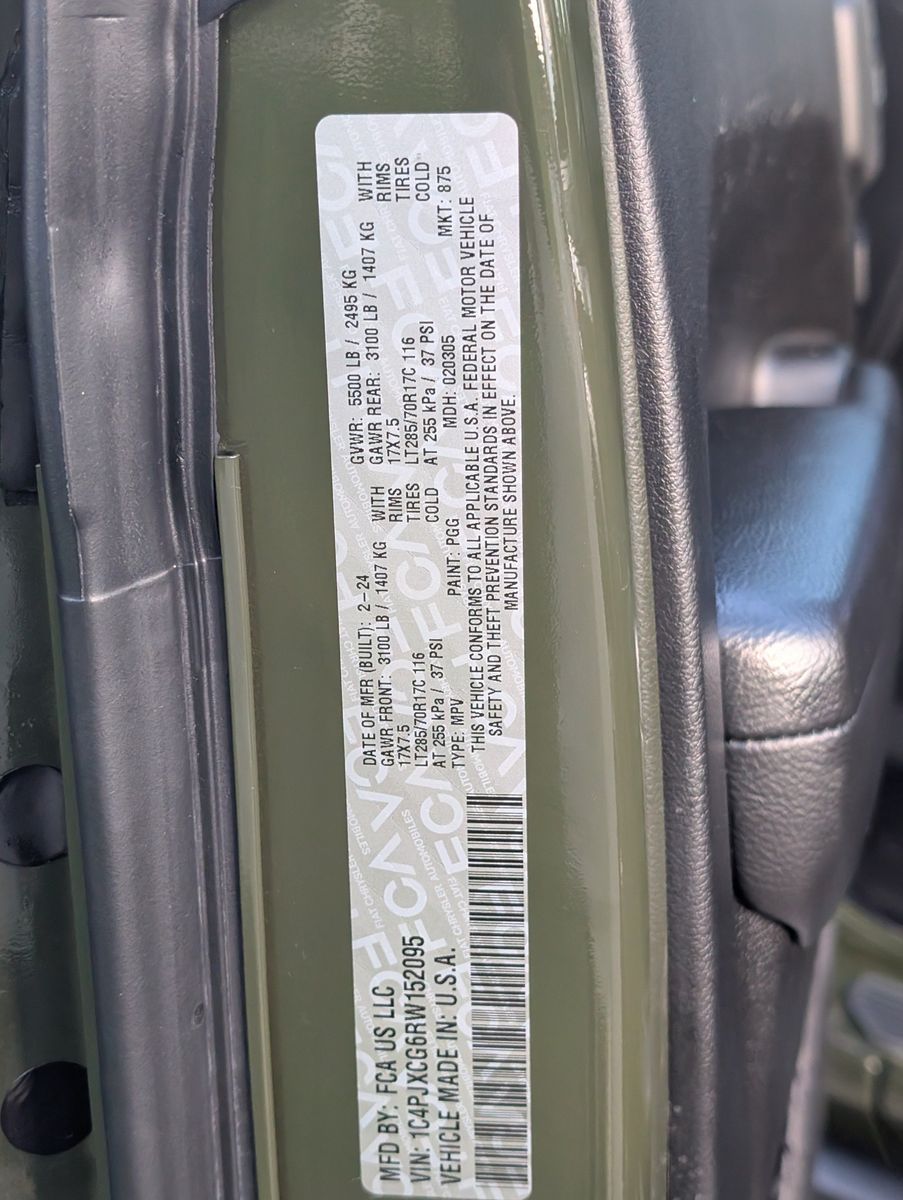 MFD BY: FCA US LLC
VIN: 1C4PJXCG6RW152095
VEHICLE MADE IN U.S.A.
DATE OF MFR (BUILT): 2-24 GVWR: 5500 LB / 2495 KG
GAWR FRONT: 3100 LB / 1407 KG WITH GAWR REAR: 3100 LB / 1407 KG WITH
17X7.5 RIMS 17X7.5 RIMS
LT285/70R17C 116 TIRES LT285/70R17C 116 TIRES
AT 255 kPa / 37 PSI COLD AT 255 kPa / 37 PSI COLD
TYPE: MPV PAINT: PGG MDH: 020305 MKT: 875
THIS VEHICLE CONFORMS TO ALL APPLICABLE U.S.A. FEDERAL MOTOR VEHICLE
SAFETY AND THEFT PREVENTION STANDARDS IN EFFECT ON THE DATE OF
MANUFACTURE SHOWN ABOVE.